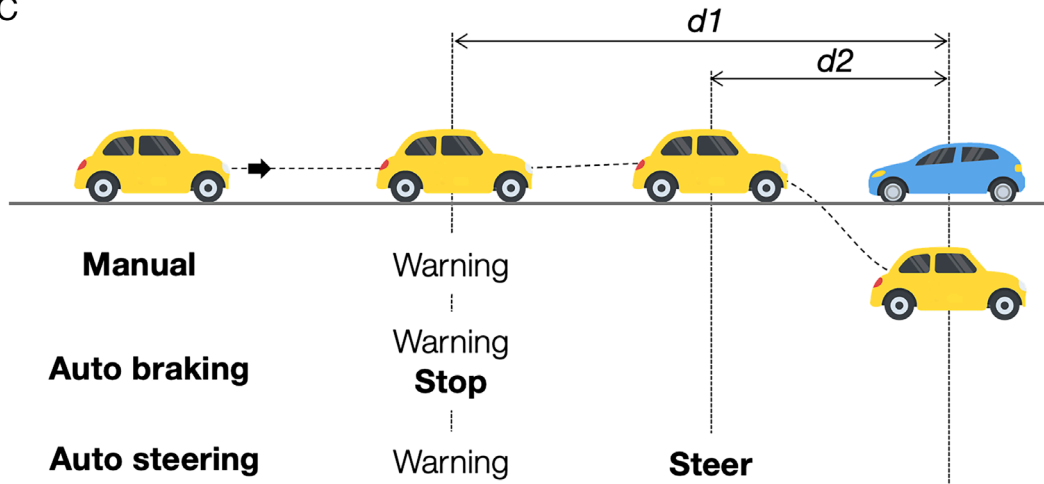 C
d1
d2
Manual
Warning
Warning
Auto braking
Stop
Auto steering
Warning
Steer